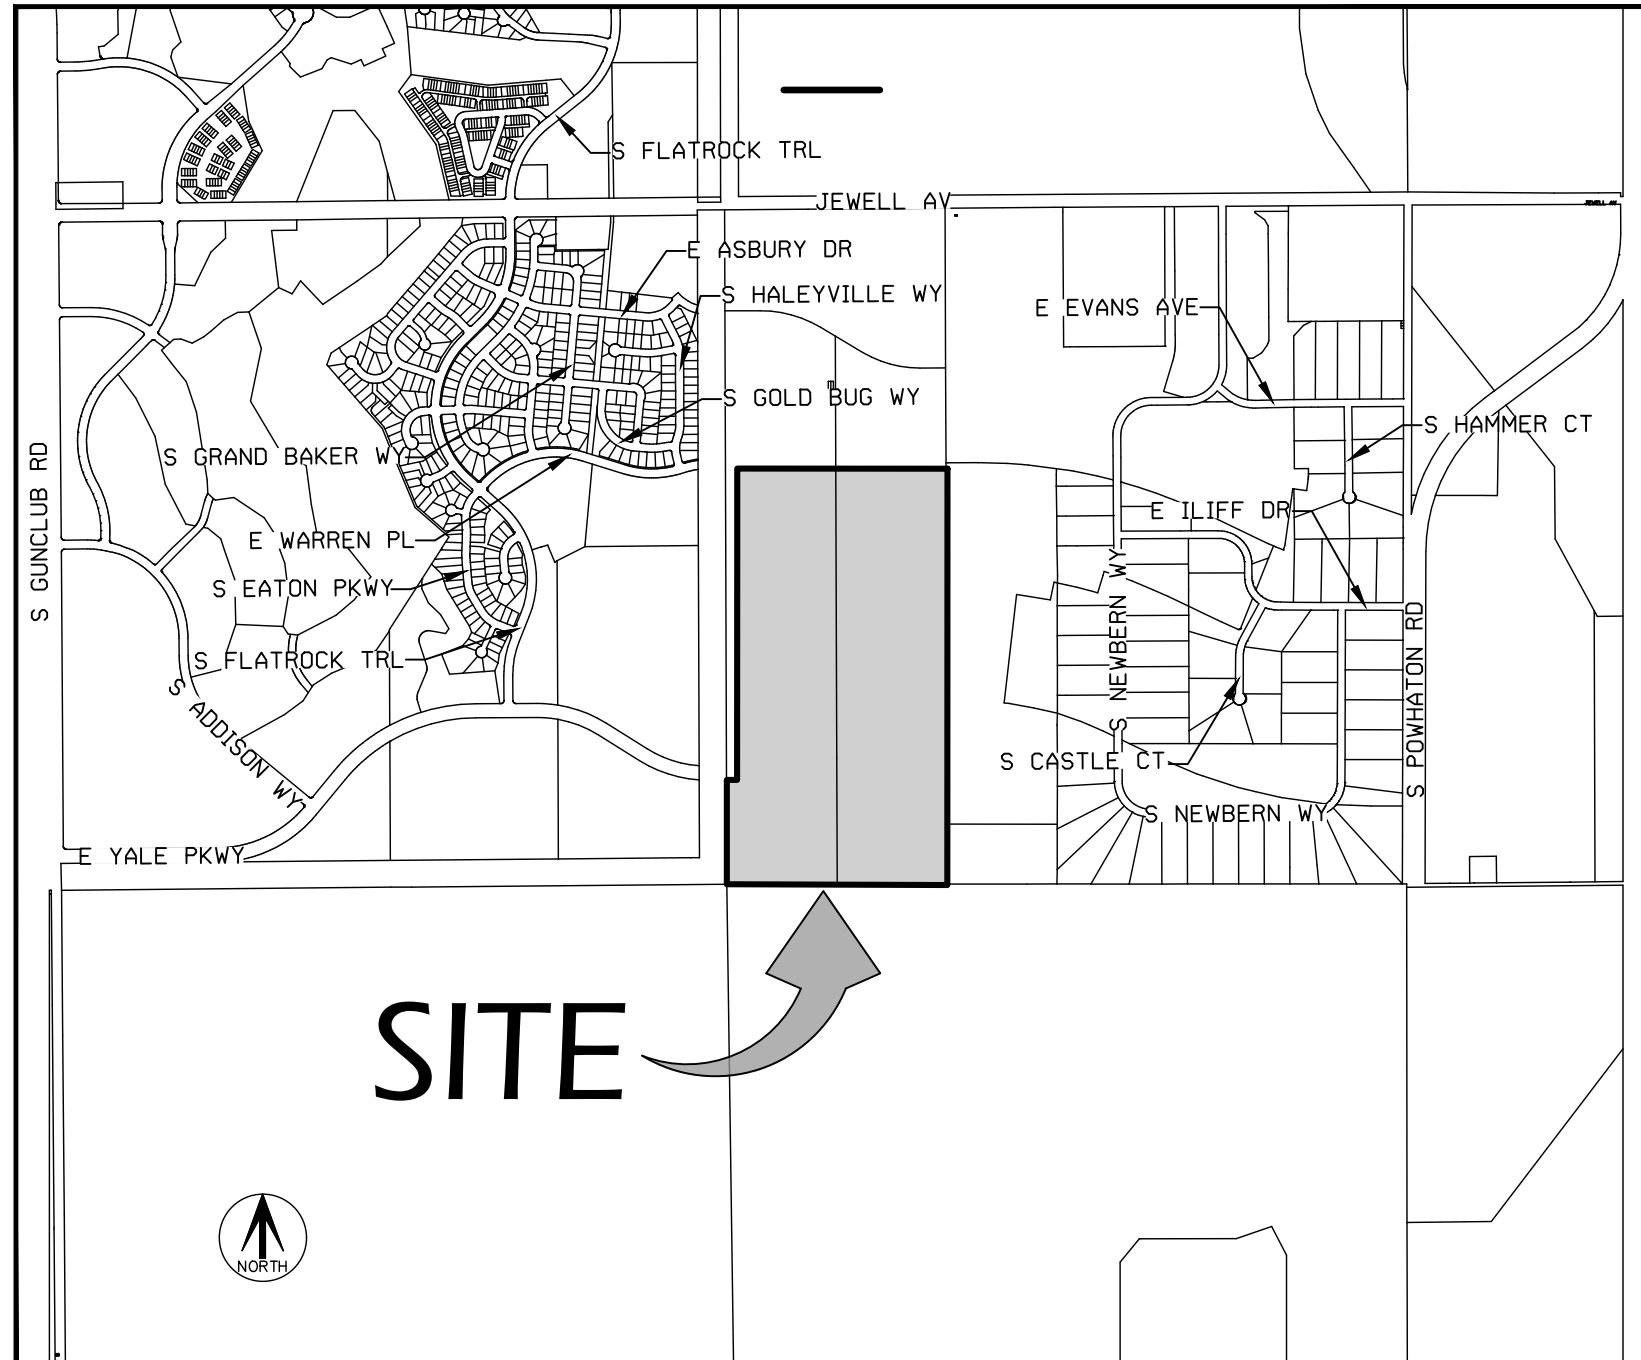 S FLATROCK TRL
JEWELL AV
JEWELL AV
E ASBURY DR
S HALEYVILLE WY
E EVANS AVE
S GOLD BUG WY
S HAMMER CT
S GRAND BAKER WY
S GUNCLUB RD
E ILIFF DR
E WARREN PL
S EATON PKWY
S NEWBERN WY
S POWHATON RD
S FLATROCK TRL
S ADDISON WY
S CASTLE CT
S NEWBERN WY
E YALE PKWY
SITE
NORTH